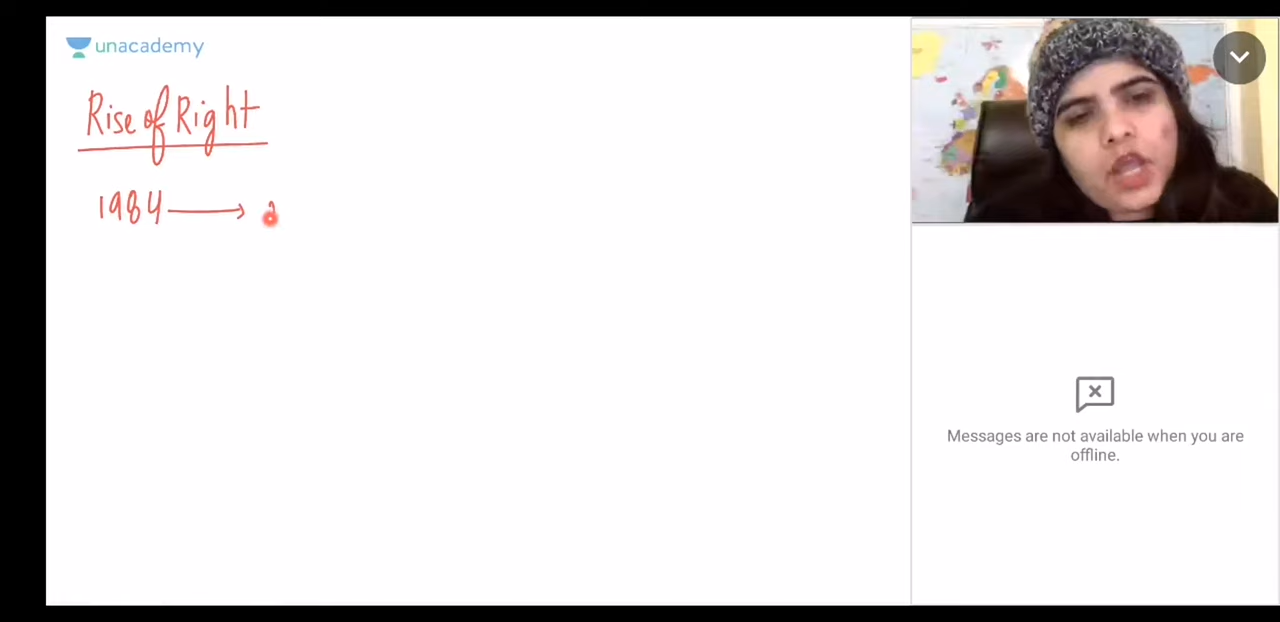 unacademy
Rise of Right
1984 →
Messages are not available when you are
offline.